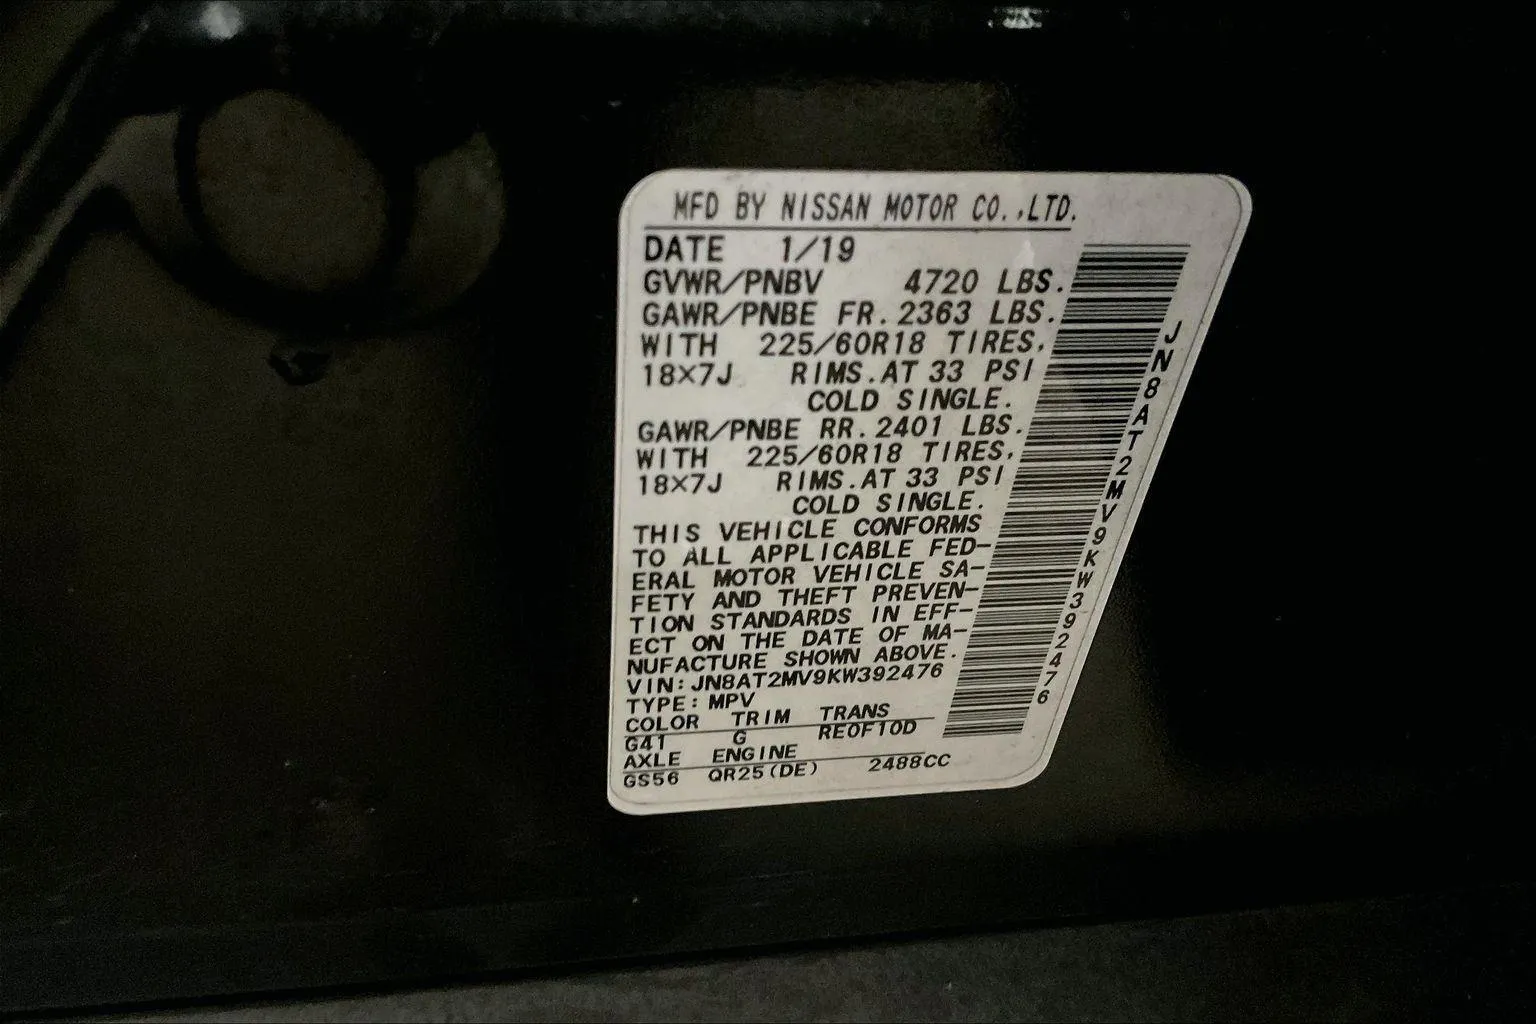 MFD BY NISSAN MOTOR CO.,LTD.
DATE 1/19
GVWR/PNBV 4720 LBS.
GAWR/PNBE FR. 2363 LBS.
WITH 225/60R18 TIRES,
18×7J RIMS. AT 33 PSI
COLD SINGLE.
GAWR/PNBE RR. 2401 LBS.
WITH 225/60R18 TIRES,
18×7J RIMS. AT 33 PSI
COLD SINGLE.
THIS VEHICLE CONFORMS
TO ALL APPLICABLE FED-
ERAL MOTOR VEHICLE SA-
FETY AND THEFT PREVEN-
TION STANDARDS IN EFF-
ECT ON THE DATE OF MA-
NUFACTURE SHOWN ABOVE.
VIN: JN8AT2MV9KW392476
TYPE: MPV
COLOR TRIM TRANS
G41 G RE0F10D
AXLE ENGINE
GS56 QR25(DE) 2488CC
JN8AT2MV9KW392476